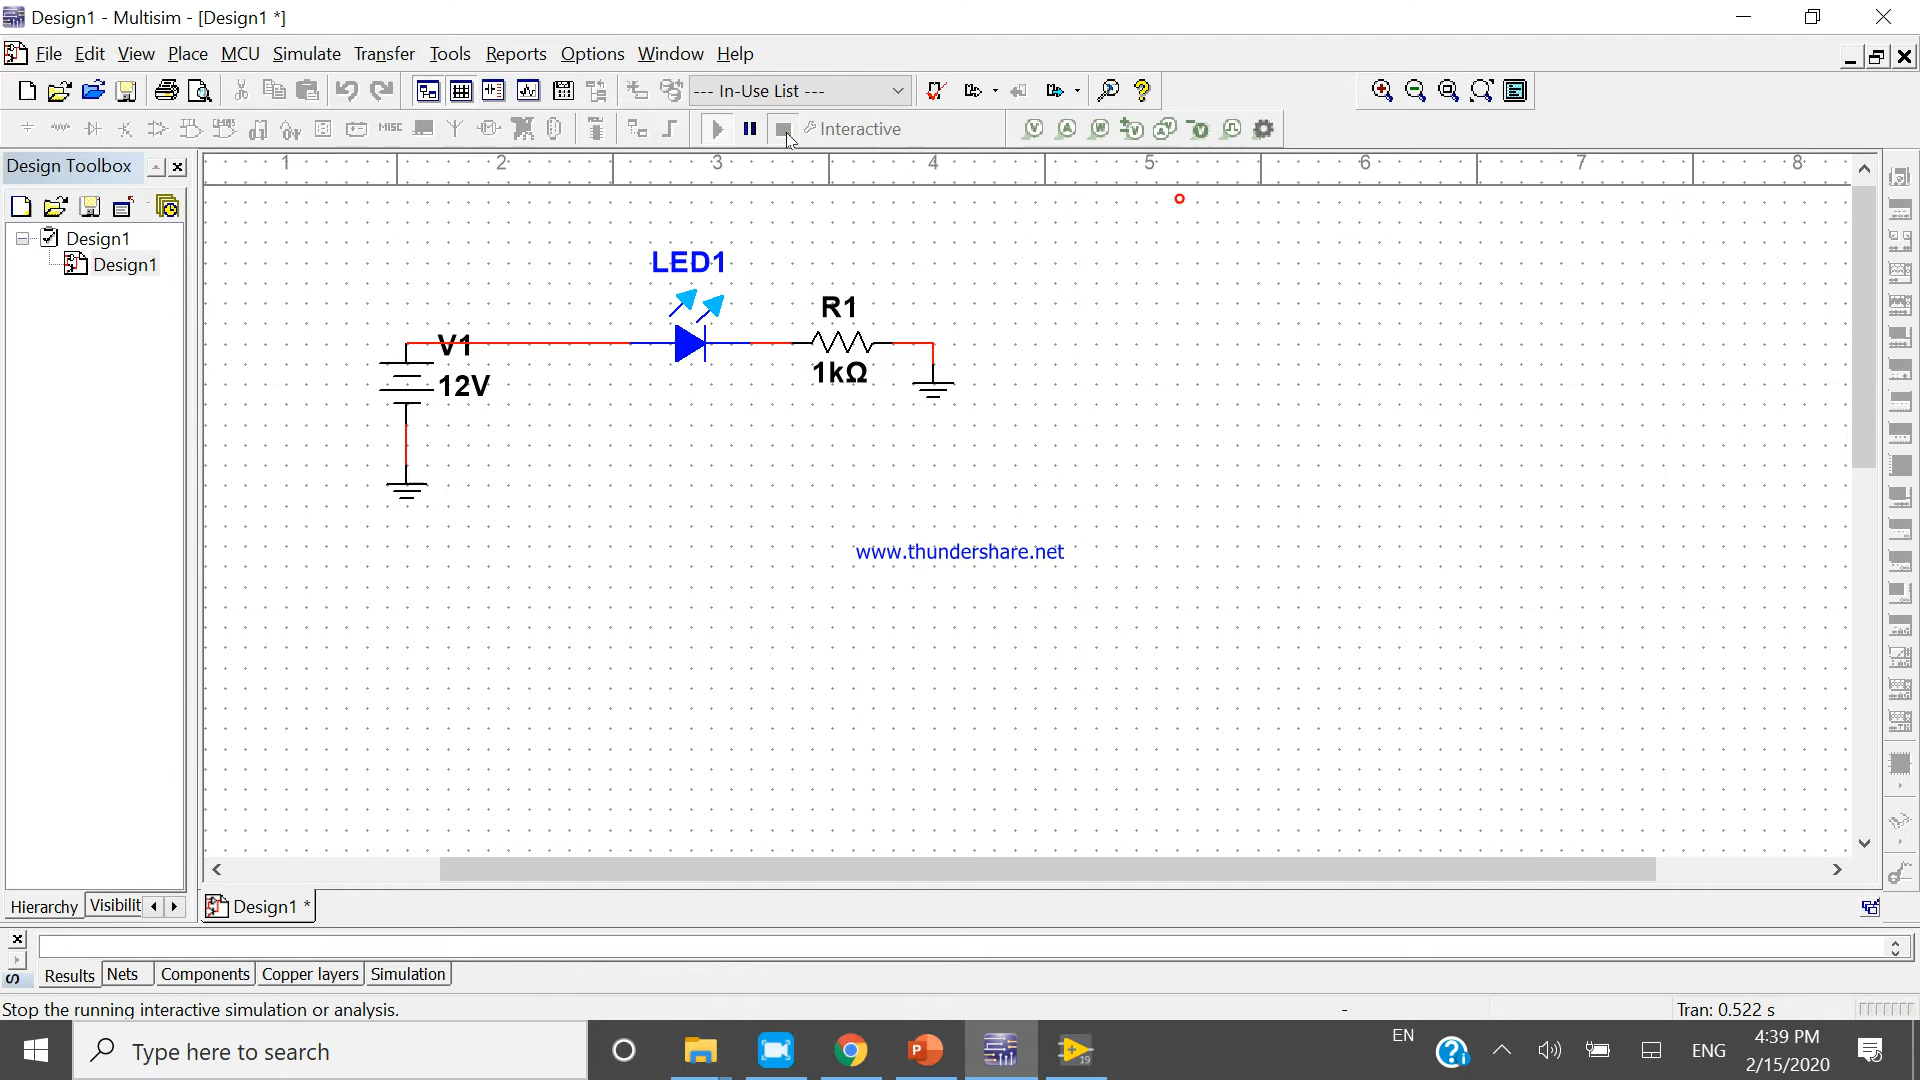 Design1 - Multisim - [Design1 *]
File Edit View Place MCU Simulate Transfer Tools Reports Options Window Help
--- In-Use List ---
MISC Interactive
Design Toolbox
1 2 3 4 5 6 7 8
Design1
Design1
LED1
R1
V1
1kΩ
12V
www.thundershare.net
Hierarchy Visibilit
Design1 *
S
Results Nets Components Copper layers Simulation
Stop the running interactive simulation or analysis. - Tran: 0.522 s
Type here to search
EN
ENG
4:39 PM
2/15/2020